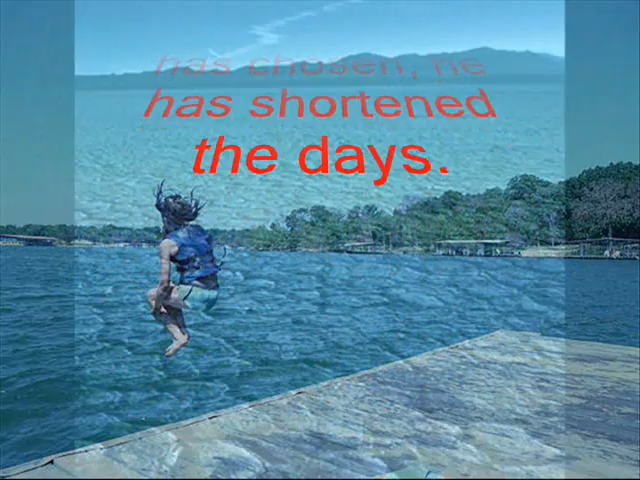 has chosen, he
has shortened
the days.